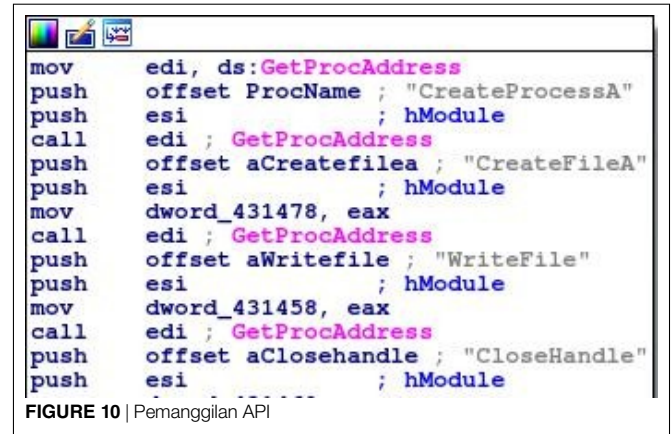 mov edi, ds:GetProcAddress
push offset ProcName ; "CreateProcessA"
push esi ; hModule
call edi ; GetProcAddress
push offset aCreatefilea ; "CreateFileA"
push esi ; hModule
mov dword_431478, eax
call edi ; GetProcAddress
push offset aWritefile ; "WriteFile"
push esi ; hModule
mov dword_431458, eax
call edi ; GetProcAddress
push offset aClosehandle ; "CloseHandle"
push esi ; hModule
FIGURE 10 | Pemanggilan API